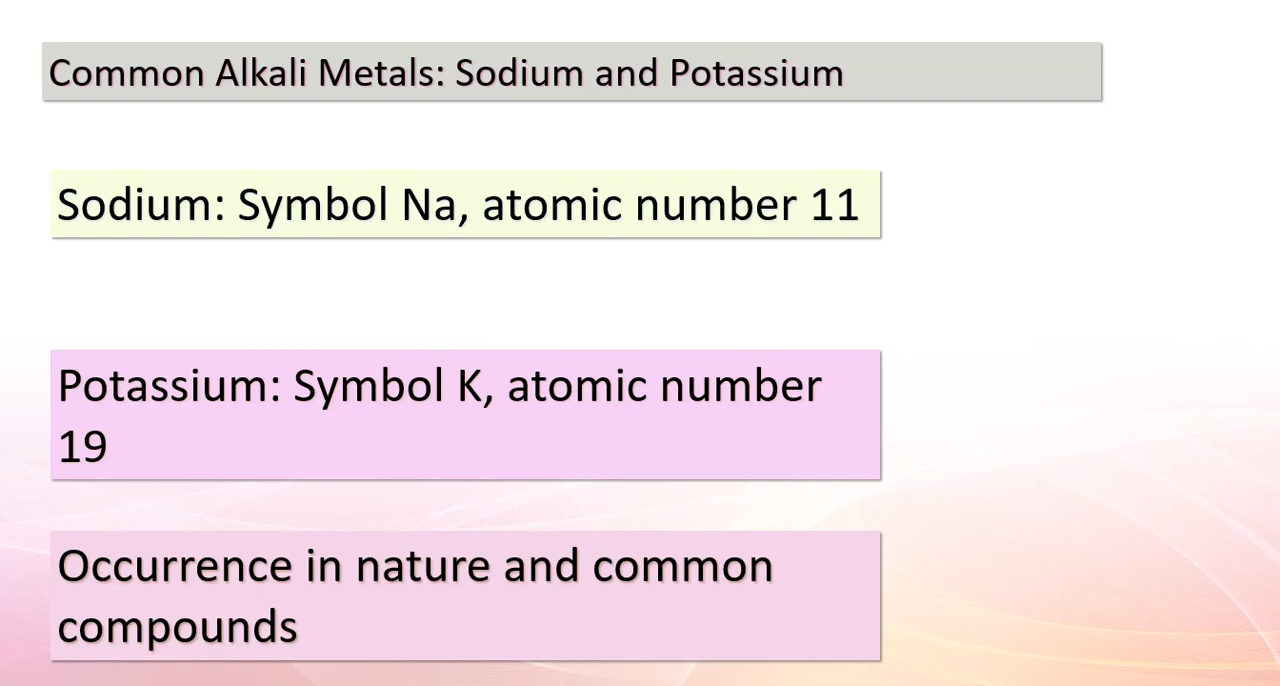 Common Alkali Metals: Sodium and Potassium
Sodium: Symbol Na, atomic number 11
Potassium: Symbol K, atomic number
19
Occurrence in nature and common
compounds